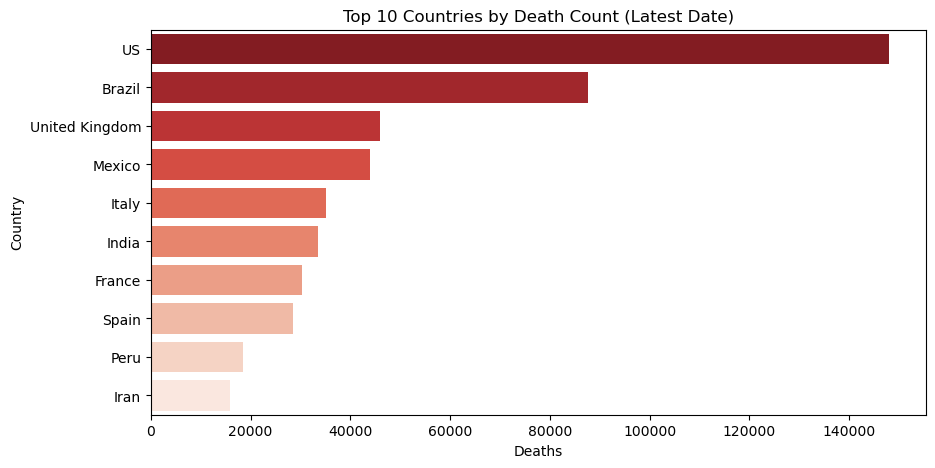 Top 10 Countries by Death Count (Latest Date)
US
Brazil
United Kingdom
Mexico
Italy
India
France
Spain
Peru
Iran
Country
0 20000 40000 60000 80000 100000 120000 140000
Deaths